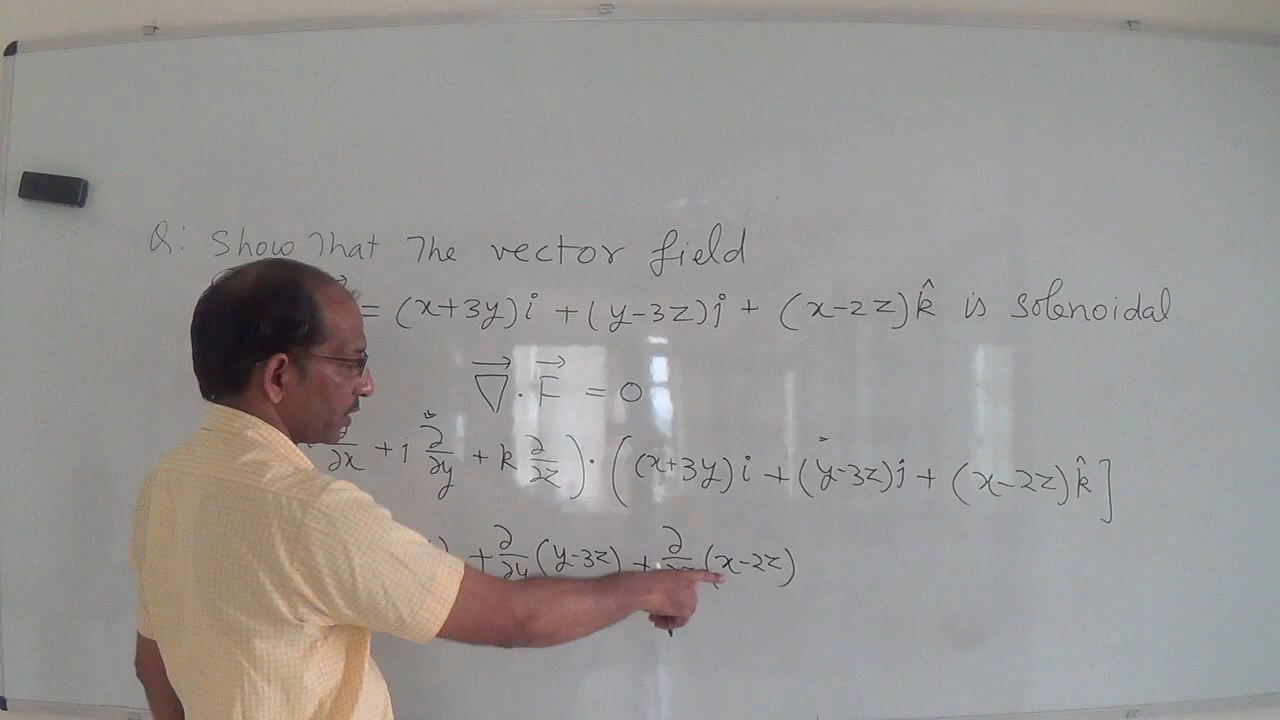 Q: Show That The vector field
= (x+3y)i + (y-3z)j + (x-2z)k̂ is solenoidal
∇⃗ . F⃗ = 0
∂/∂x + j ∂/∂y + k ∂/∂z) . ((x+3y)i + (y-3z)j + (x-2z)k̂]
) + ∂/∂y (y-3z) + ∂/∂z (x-2z)